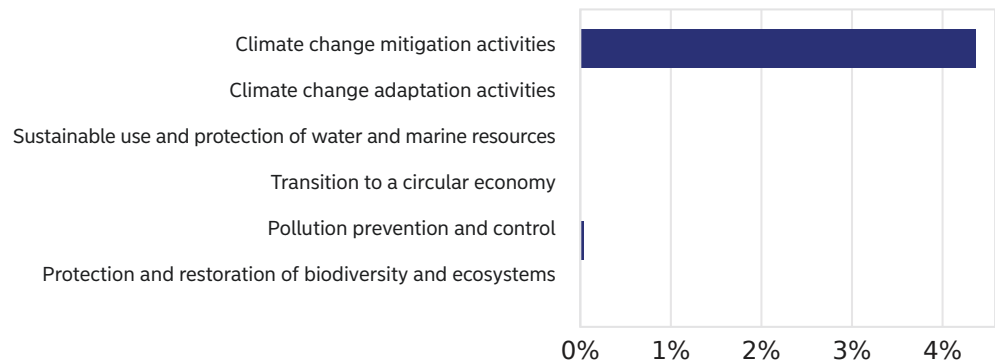 Climate change mitigation activities
Climate change adaptation activities
Sustainable use and protection of water and marine resources
Transition to a circular economy
Pollution prevention and control
Protection and restoration of biodiversity and ecosystems
0% 1% 2% 3% 4%